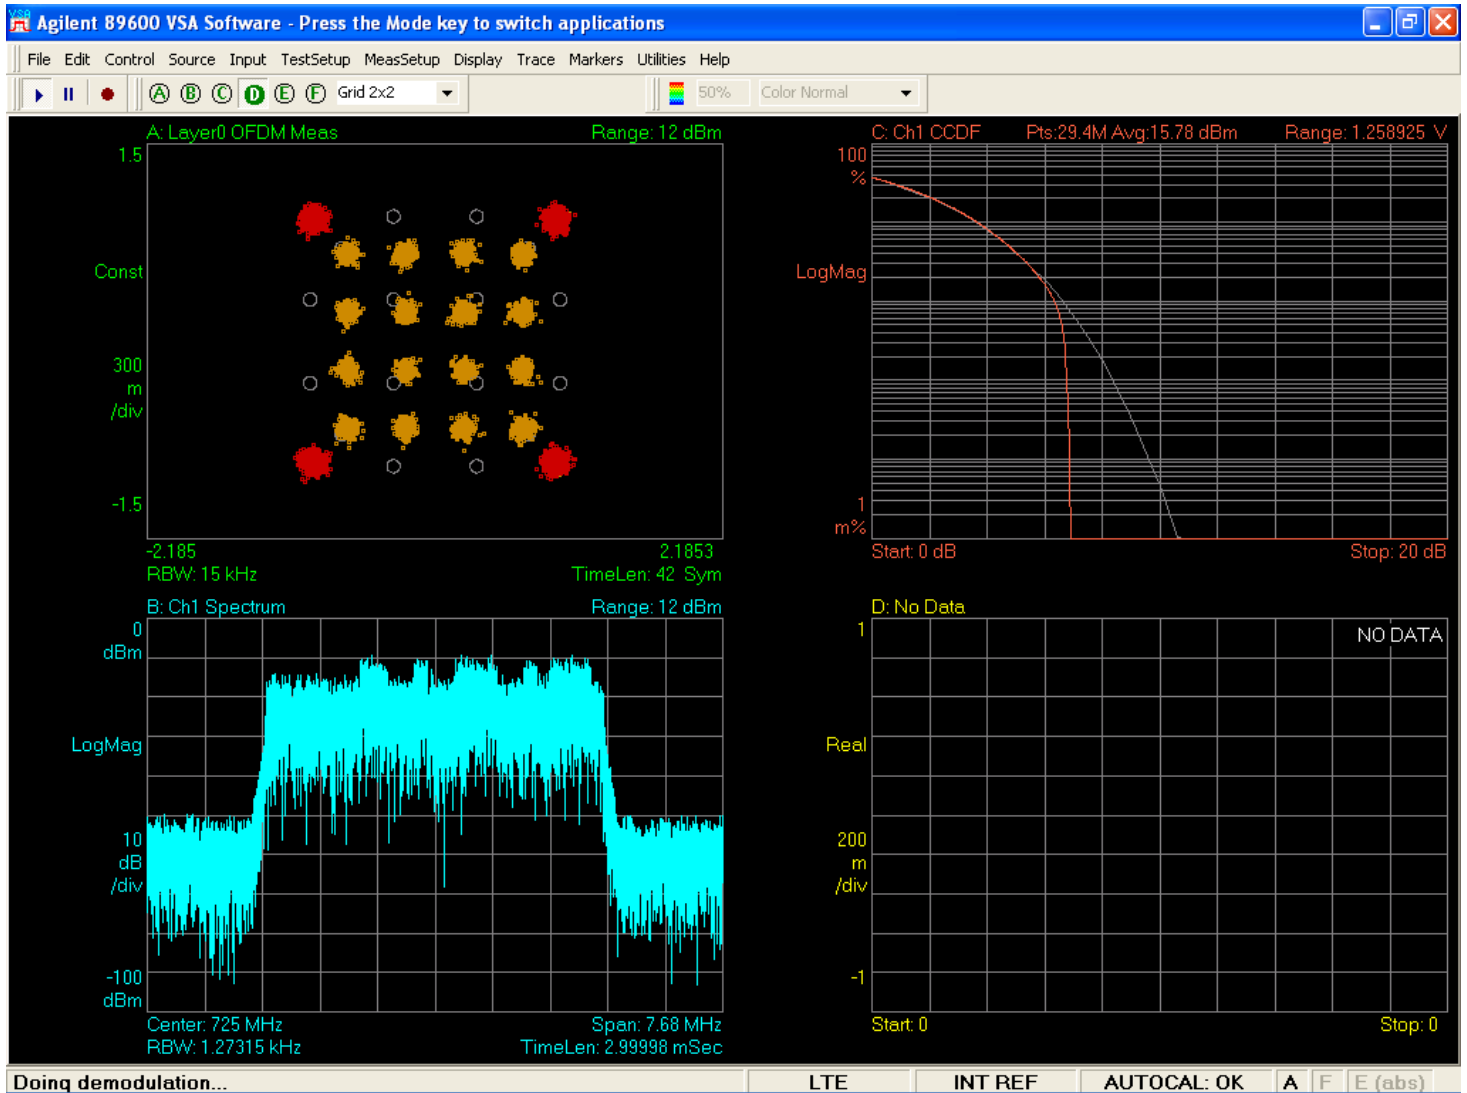 Agilent 89600 VSA Software - Press the Mode key to switch applications
File Edit Control Source Input TestSetup MeasSetup Display Trace Markers Utilities Help
A B C D E F Grid 2x2 50% Color Normal
A: Layer0 OFDM Meas Range: 12 dBm
1.5
Const
300
m
/div
-1.5
-2.185 2.1853
RBW: 15 kHz TimeLen: 42 Sym
C: Ch1 CCDF Pts:29.4M Avg:15.78 dBm Range: 1.258925 V
100
%
LogMag
1
m%
Start: 0 dB Stop: 20 dB
B: Ch1 Spectrum Range: 12 dBm
0
dBm
LogMag
10
dB
/div
-100
dBm
Center: 725 MHz Span: 7.68 MHz
RBW: 1.27315 kHz TimeLen: 2.99998 mSec
D: No Data
1
NO DATA
Real
200
m
/div
-1
Start: 0 Stop: 0
Doing demodulation... LTE INT REF AUTOCAL: OK A F E (abs)